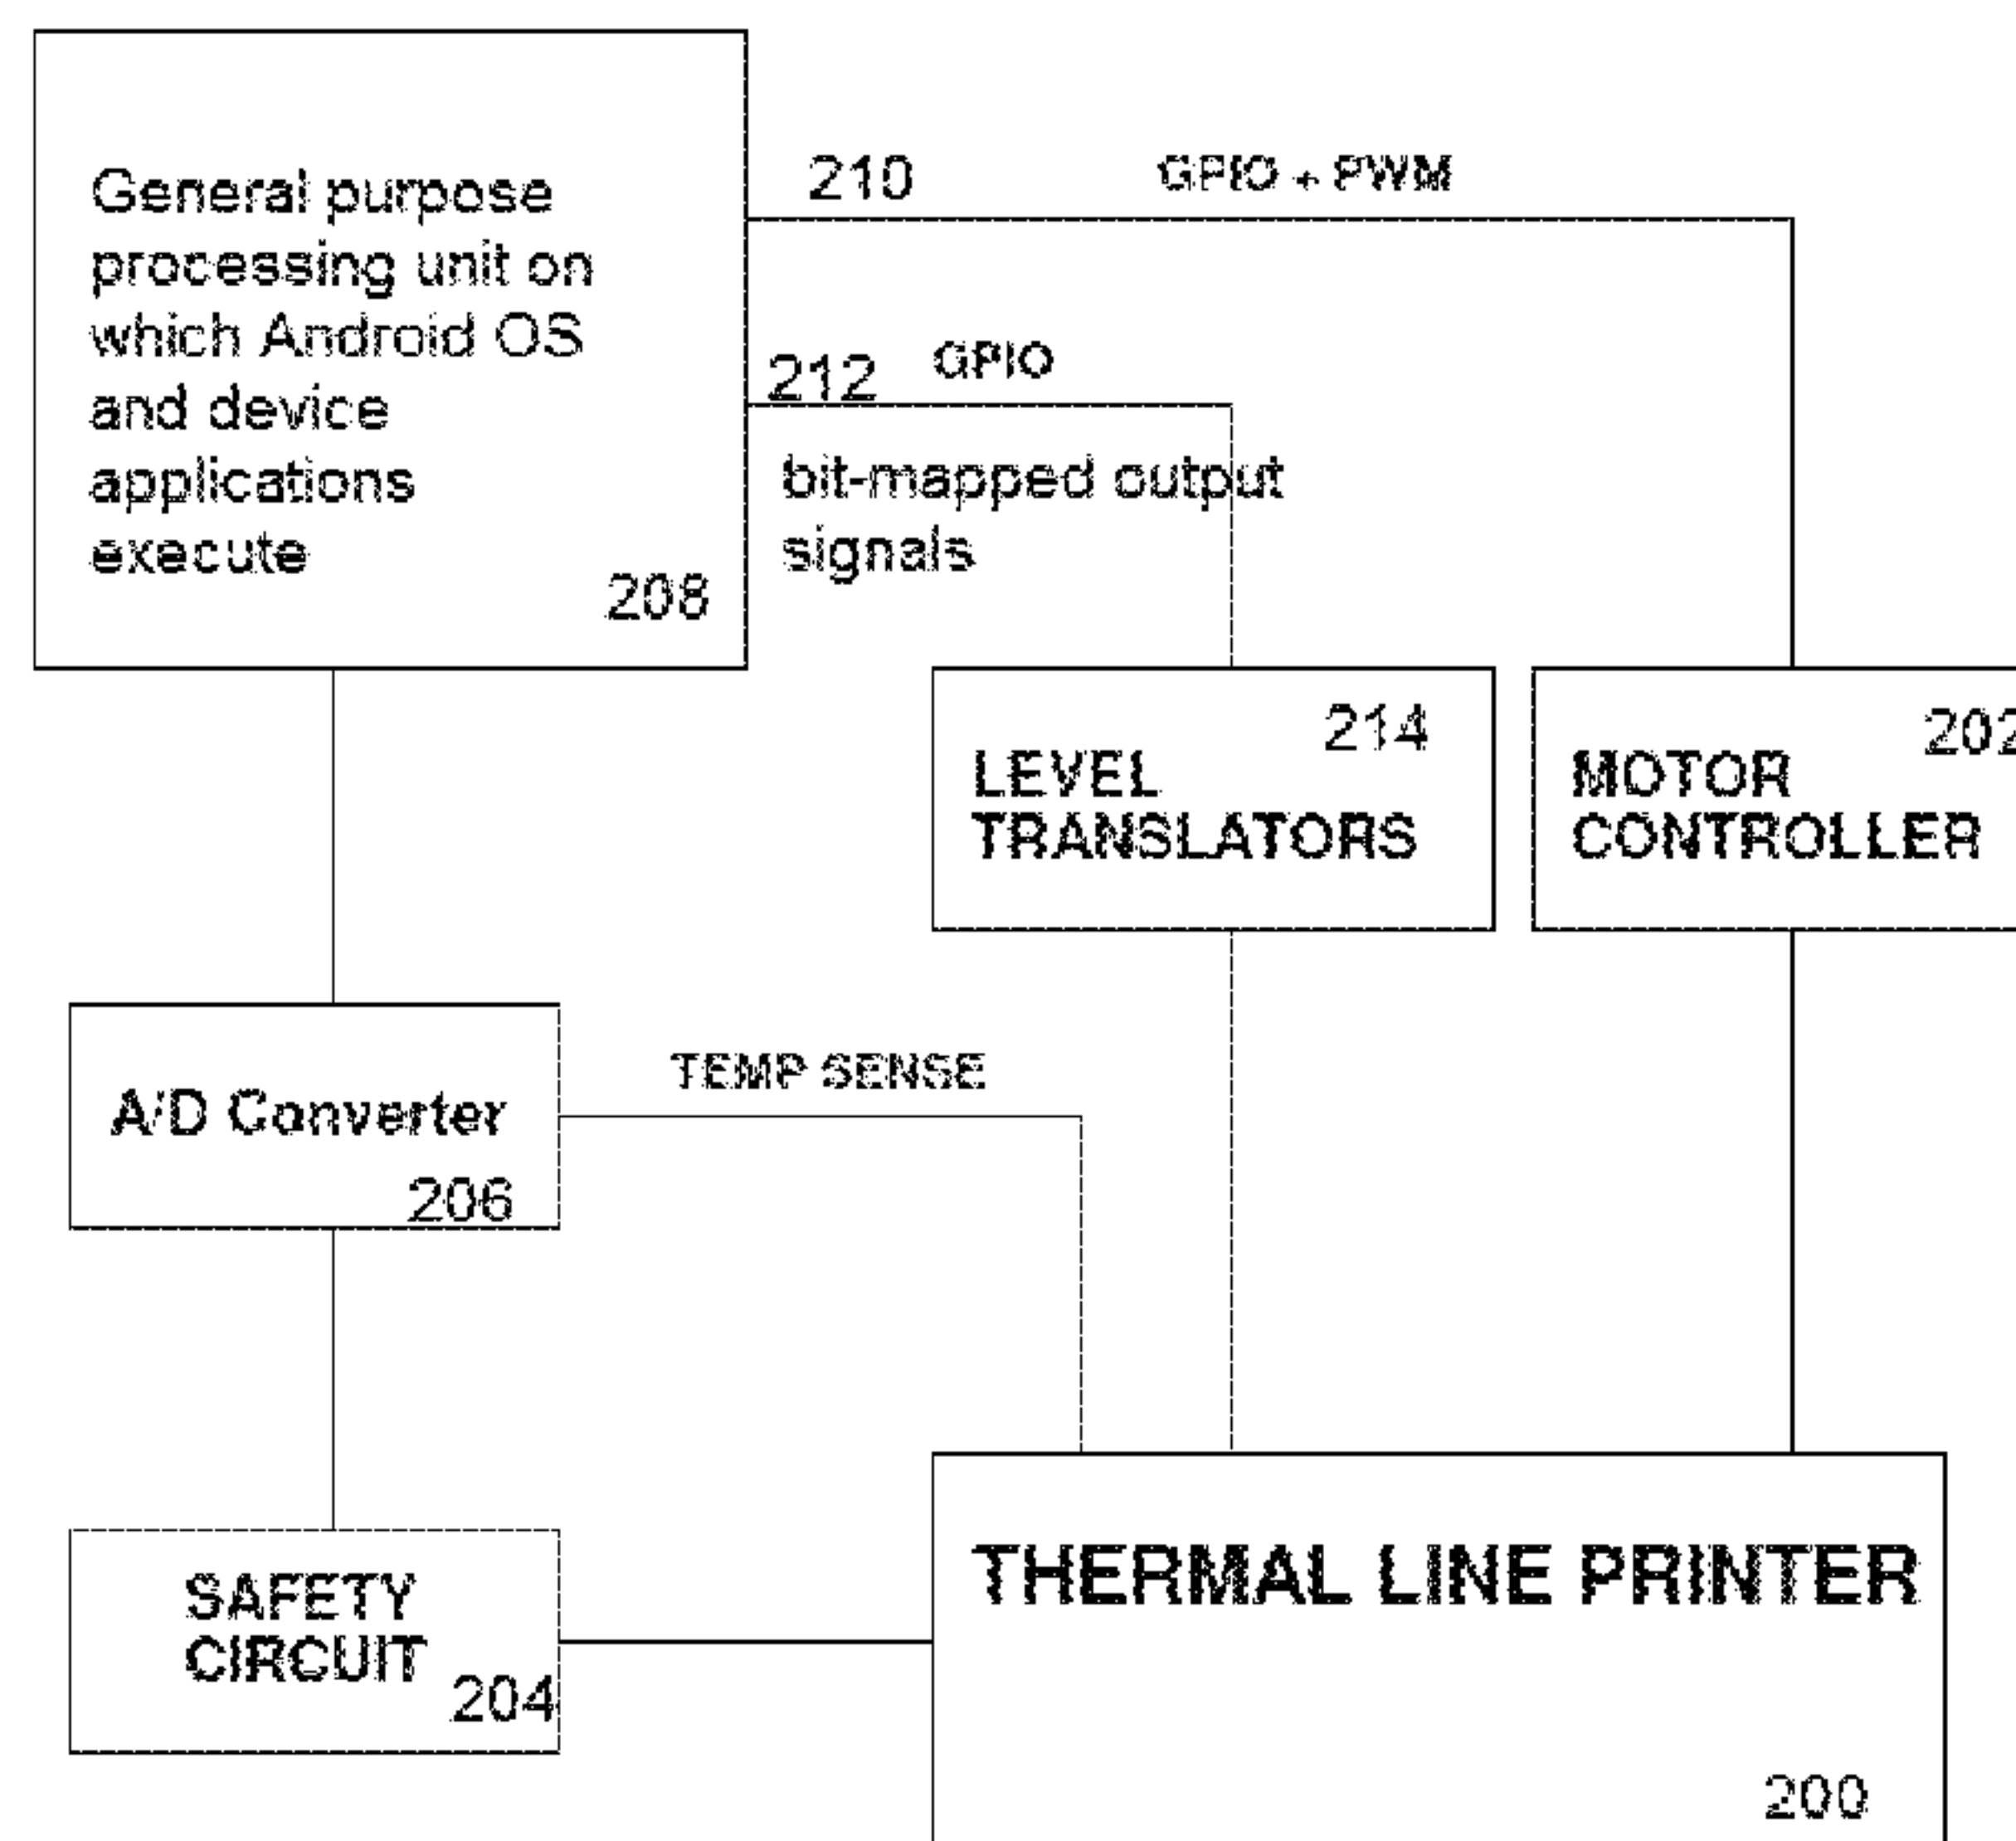 General purpose
processing unit on
which Android OS
and device
applications
execute
208
210
GPIO + PWM
212
GPIO
bit-mapped output
signals
214
LEVEL
TRANSLATORS
202
MOTOR
CONTROLLER
A/D Converter
206
TEMP SENSE
SAFETY
CIRCUIT
204
THERMAL LINE PRINTER
200